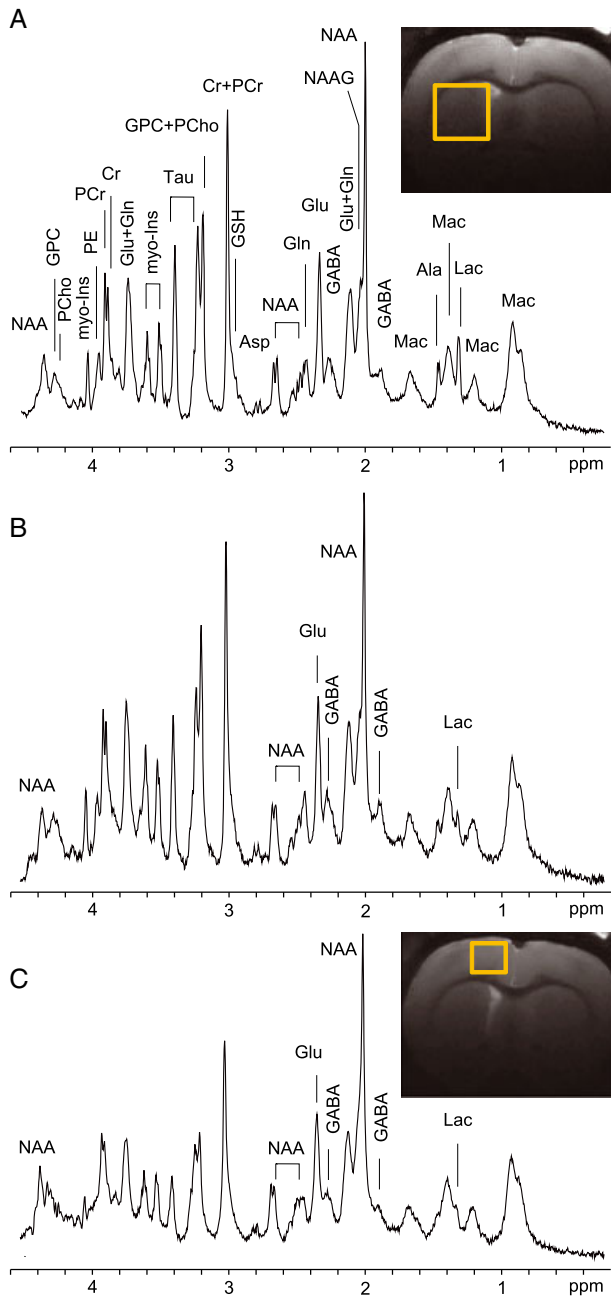 A
NAA
NAAG
Cr+PCr
GPC+PCho
Cr
PCr
Tau
Glu
Glu+Gln
GSH
GABA
GPC
PE
Glu+Gln
myo-Ins
Gln
Mac
PCho
myo-Ins
NAA
Ala
Lac
GABA
Mac
NAA
Asp
Mac
Mac
4 3 2 1 ppm
B
NAA
Glu
GABA
GABA
Lac
NAA
NAA
4 3 2 1 ppm
C
NAA
Glu
GABA
GABA
Lac
NAA
NAA
4 3 2 1 ppm